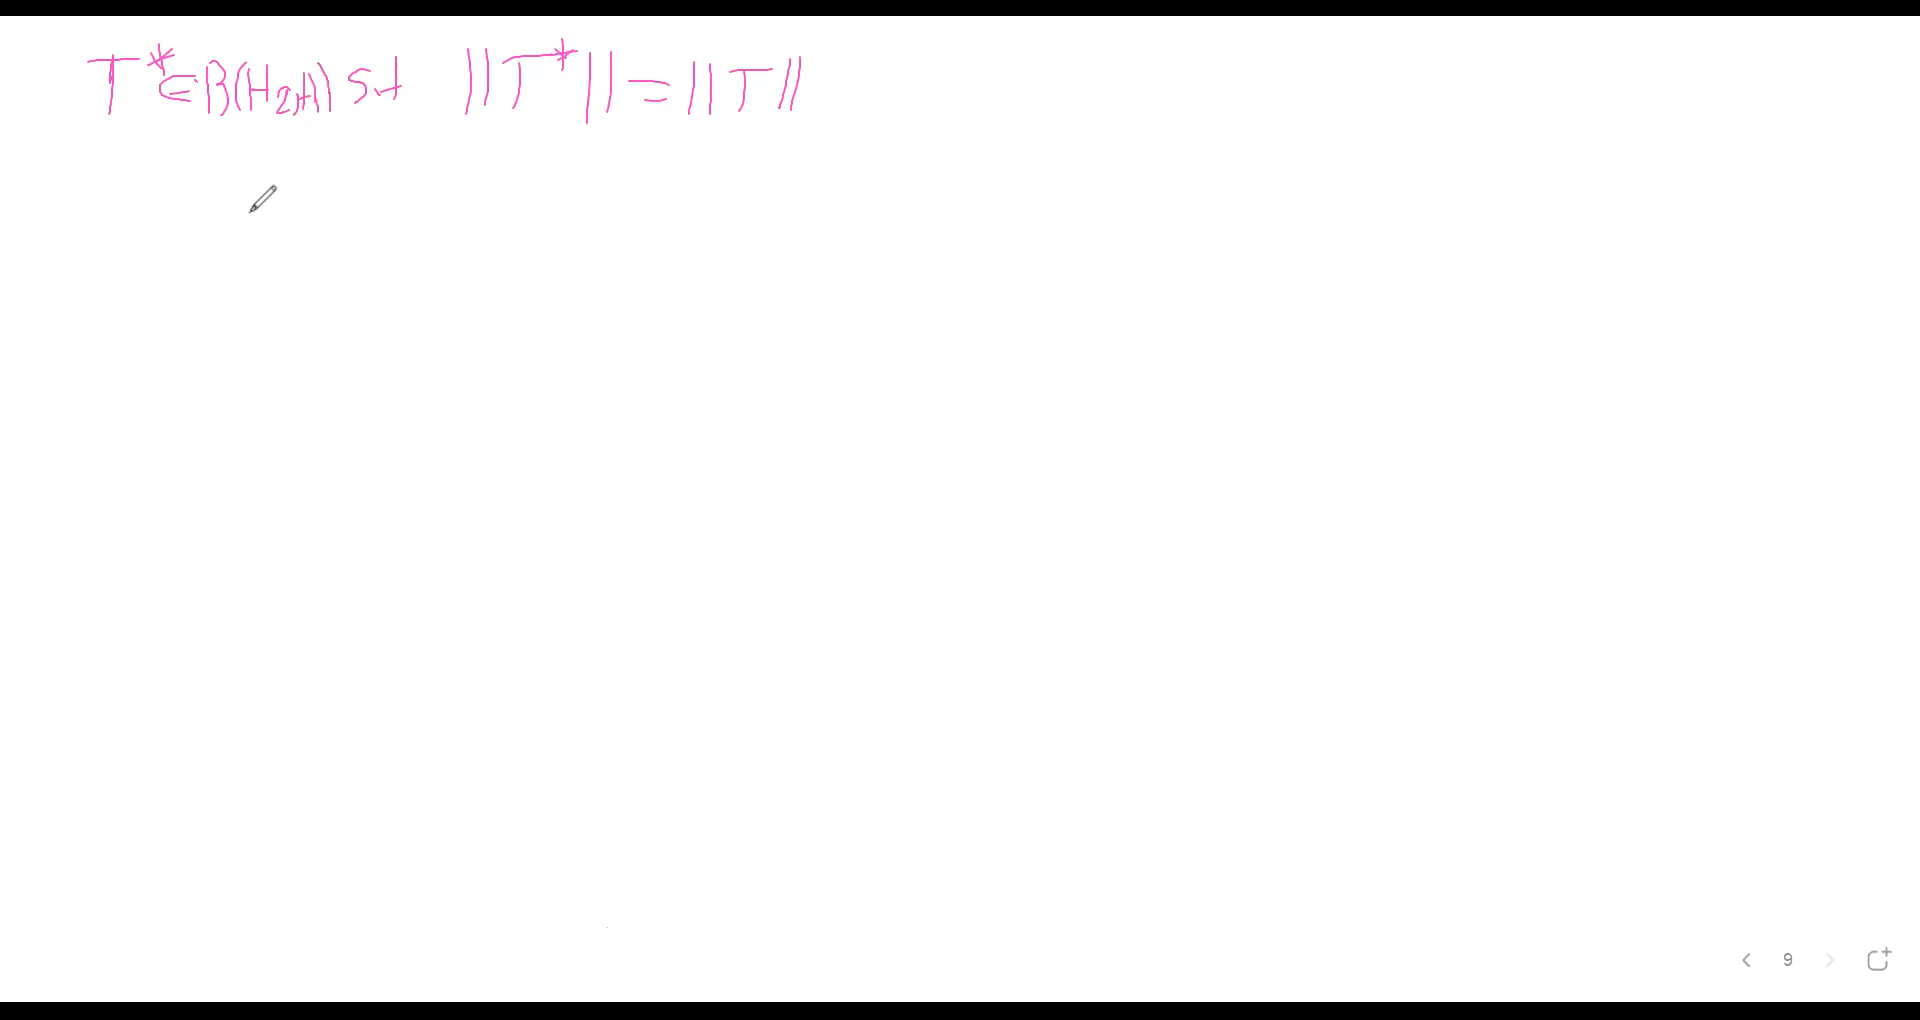 T* ∈ B(H₂,H₁) s.t ||T*|| = ||T||
9